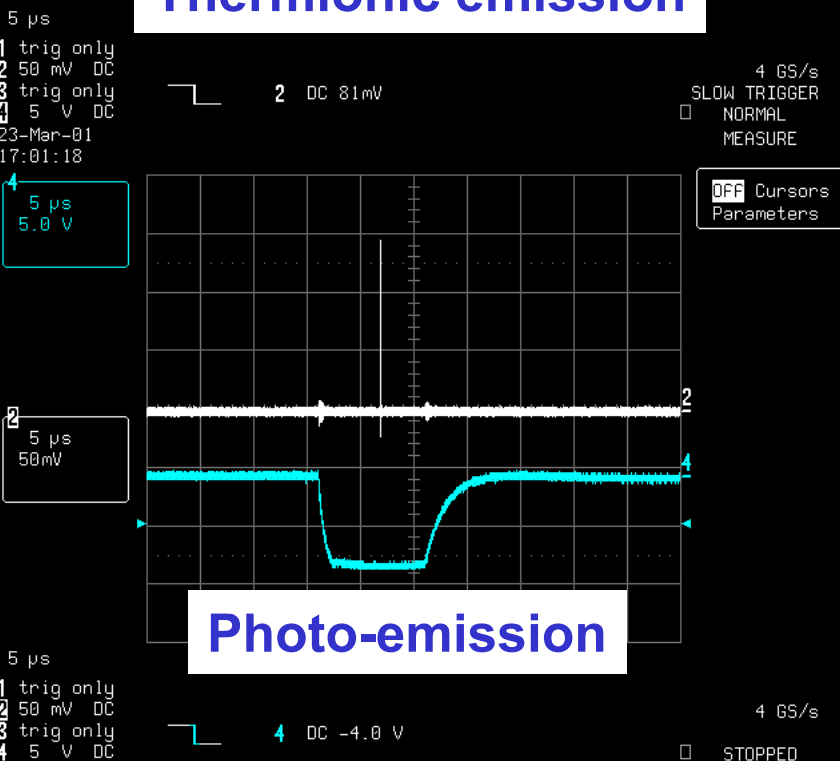 Thermionic emission
5 µs
1 trig only
2 50 mV DC
3 trig only
4 5 V DC
2 DC 81mV
4 GS/s
SLOW TRIGGER
NORMAL
MEASURE
23-Mar-01
17:01:18
4
5 µs
5.0 V
OFF Cursors
Parameters
2
2
5 µs
50mV
4
Photo-emission
5 µs
1 trig only
2 50 mV DC
3 trig only
4 5 V DC
4 DC -4.0 V
4 GS/s
STOPPED